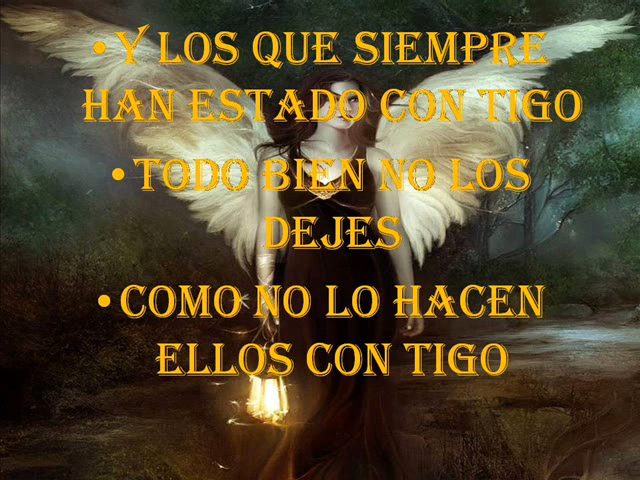 • Y LOS QUE SIEMPRE
HAN ESTADO CON TIGO
• TODO BIEN NO LOS
DEJES
• COMO NO LO HACEN
ELLOS CON TIGO